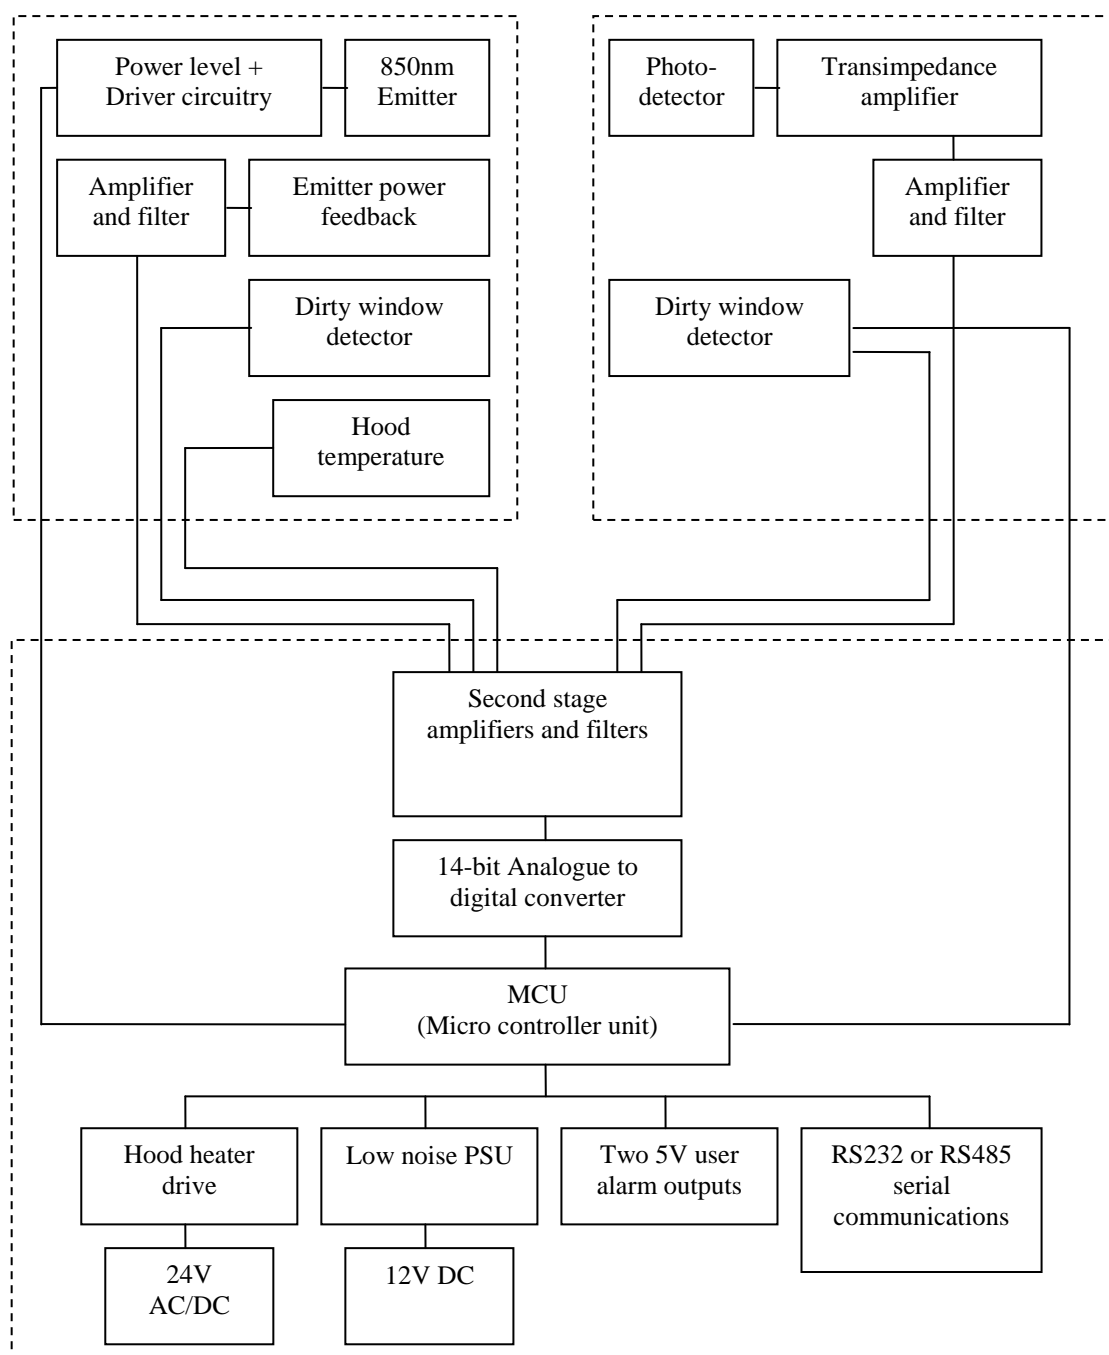 Power level +
Driver circuitry
850nm
Emitter
Photo-
detector
Transimpedance
amplifier
Amplifier
and filter
Emitter power
feedback
Amplifier
and filter
Dirty window
detector
Dirty window
detector
Hood
temperature
Second stage
amplifiers and filters
14-bit Analogue to
digital converter
MCU
(Micro controller unit)
Hood heater
drive
Low noise PSU
Two 5V user
alarm outputs
RS232 or RS485
serial
communications
24V
AC/DC
12V DC